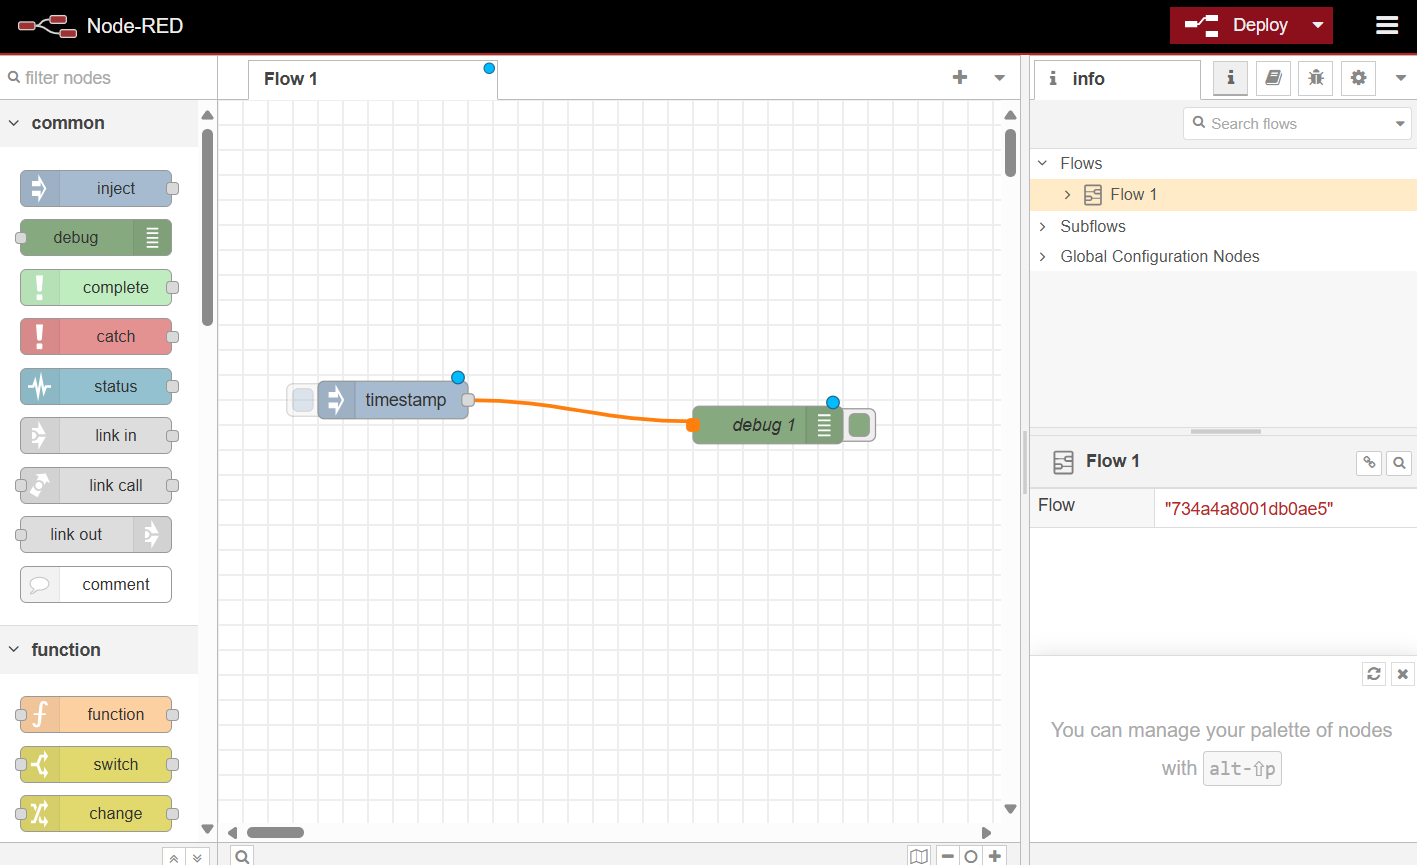 Node-RED
Deploy
filter nodes
Flow 1
info
Search flows
common
inject
debug
complete
catch
status
link in
link call
link out
comment
function
function
switch
change
timestamp
debug 1
Flows
Flow 1
Subflows
Global Configuration Nodes
Flow 1
Flow "734a4a8001db0ae5"
You can manage your palette of nodes
with alt-⇧p